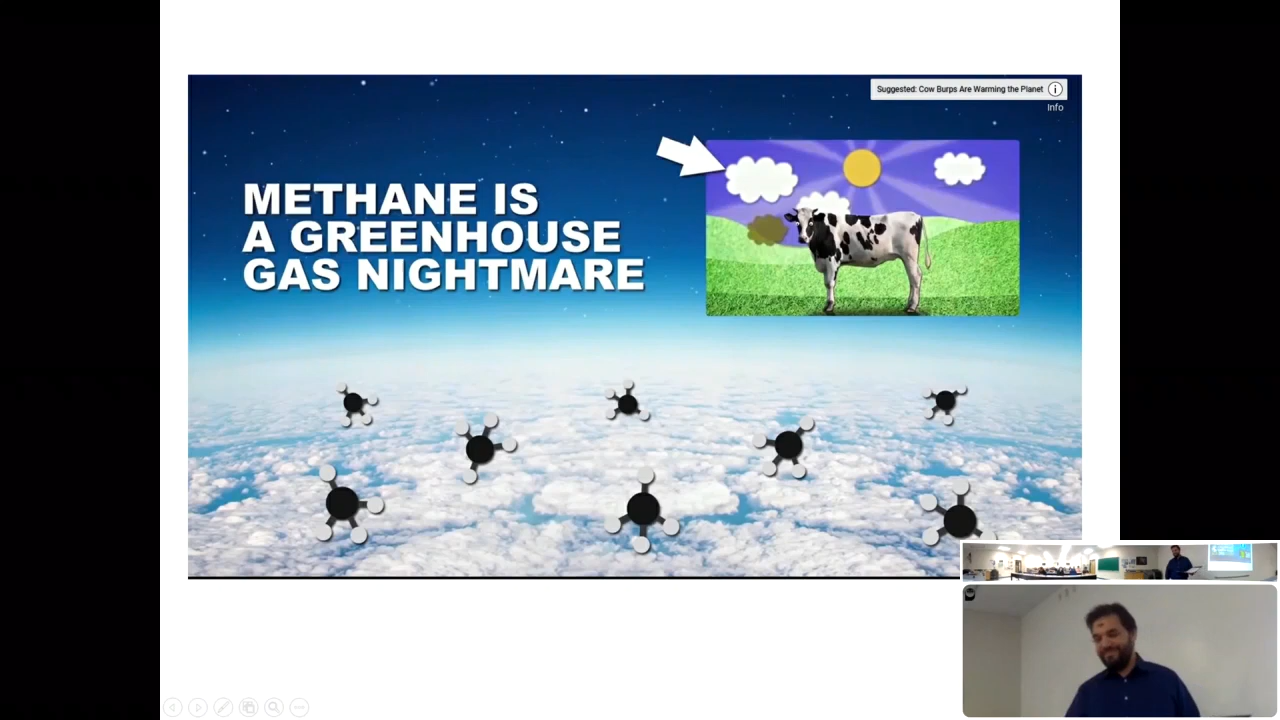 Suggested: Cow Burps Are Warming the Planet
Info
METHANE IS
A GREENHOUSE
GAS NIGHTMARE